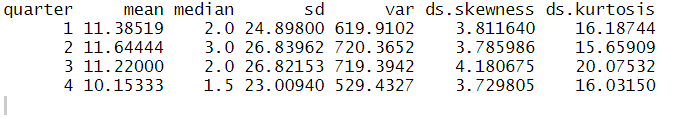 quarter mean median sd var ds.skewness ds.kurtosis
1 11.38519 2.0 24.89800 619.9102 3.811640 16.18744
2 11.64444 3.0 26.83962 720.3652 3.785986 15.65909
3 11.22000 2.0 26.82153 719.3942 4.180675 20.07532
4 10.15333 1.5 23.00940 529.4327 3.729805 16.03150